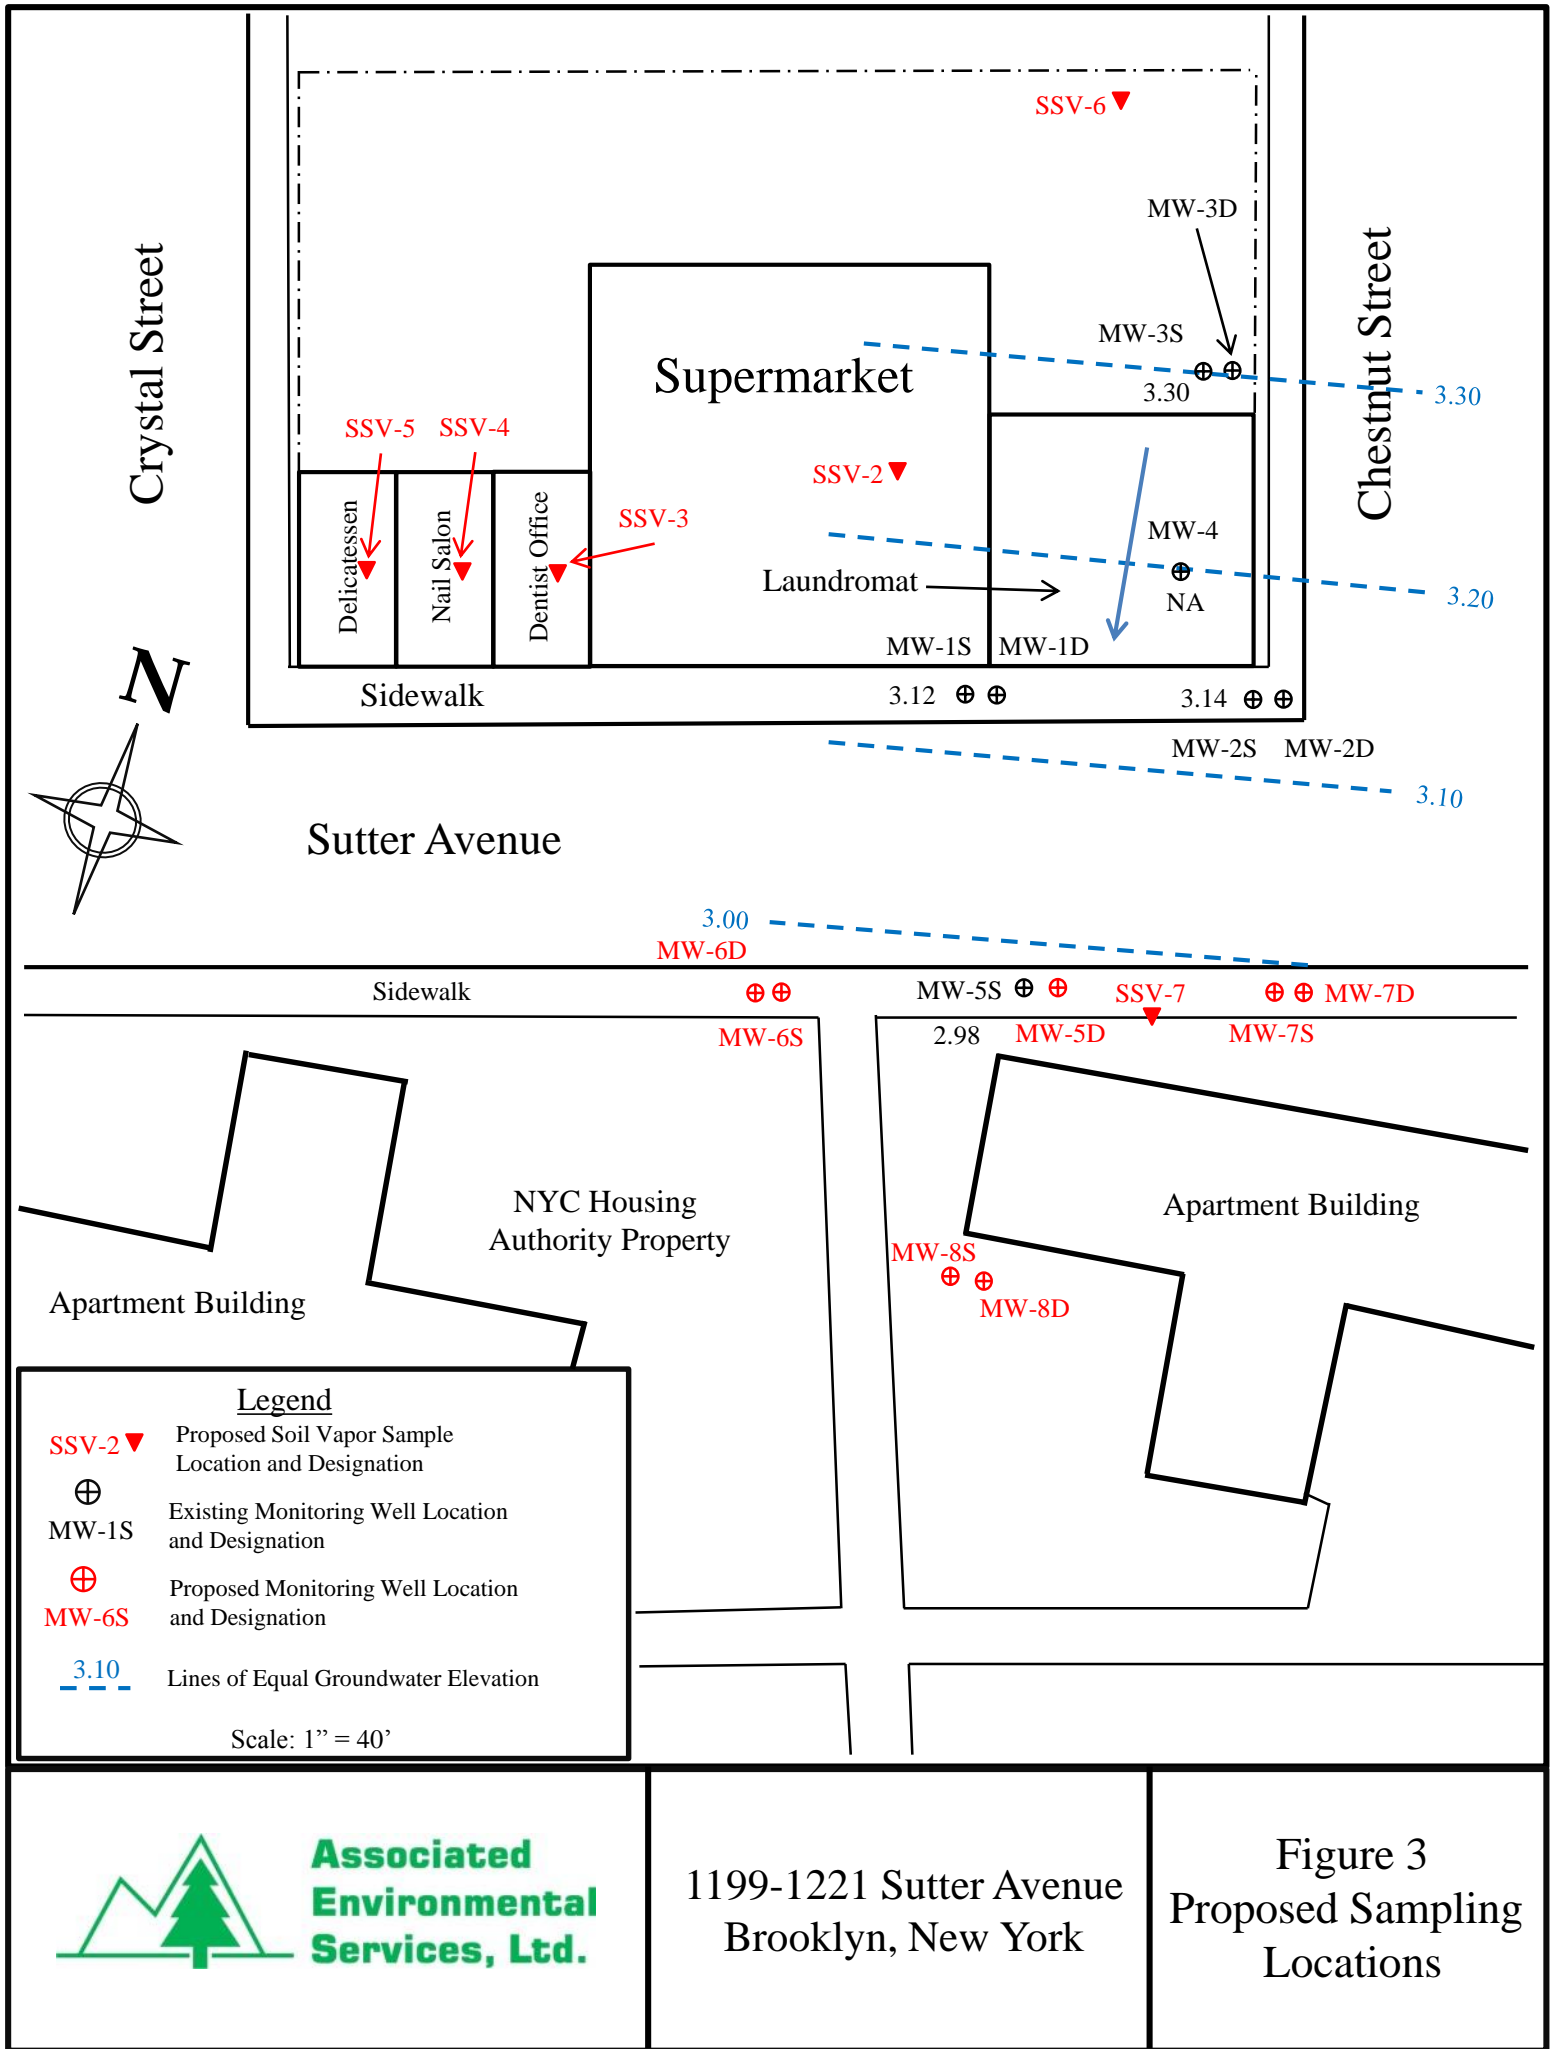 SSV-6
MW-3D
Crystal Street
Chestnut Street
MW-3S
3.30
3.30
Supermarket
SSV-5
SSV-4
SSV-3
SSV-2
Delicatessen
Nail Salon
Dentist Office
MW-4
NA
Laundromat
3.20
MW-1S
MW-1D
N
Sidewalk
3.12
3.14
MW-2S
MW-2D
3.10
Sutter Avenue
3.00
MW-6D
Sidewalk
MW-5S
SSV-7
MW-7D
MW-6S
2.98
MW-5D
MW-7S
NYC Housing
Authority Property
Apartment Building
MW-8S
MW-8D
Apartment Building
Legend
SSV-2
Proposed Soil Vapor Sample
Location and Designation
MW-1S
Existing Monitoring Well Location
and Designation
MW-6S
Proposed Monitoring Well Location
and Designation
3.10
Lines of Equal Groundwater Elevation
Scale: 1” = 40’
Associated
Environmental
Services, Ltd.
1199-1221 Sutter Avenue
Brooklyn, New York
Figure 3
Proposed Sampling
Locations